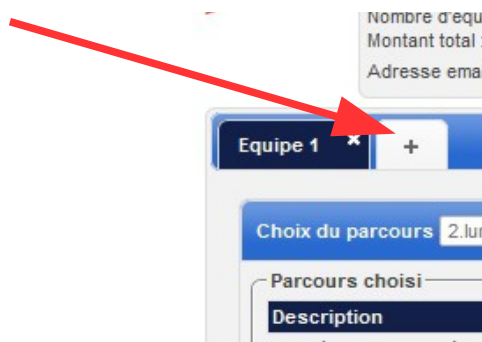 Nombre d'équ
Montant total :
Adresse ema
Equipe 1 ×
+
Choix du parcours 2.lu
Parcours choisi
Description